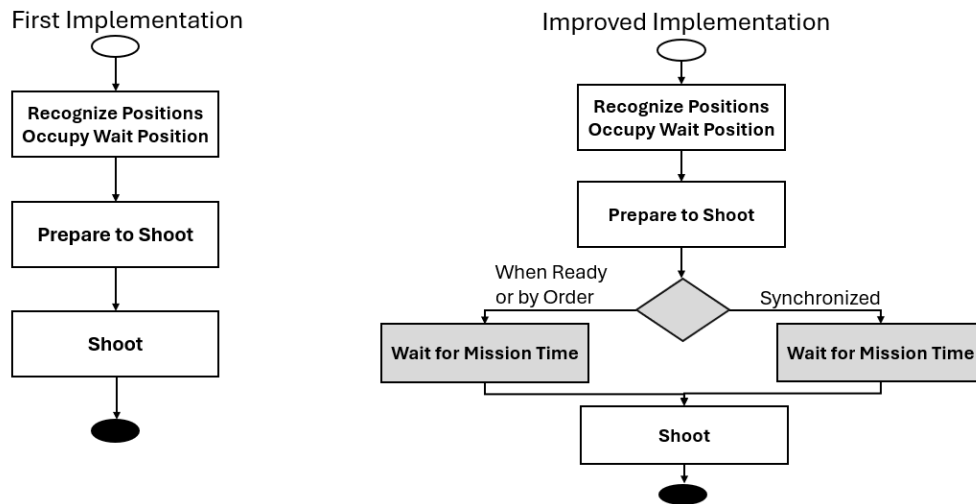 First Implementation
Recognize Positions
Occupy Wait Position
Prepare to Shoot
Shoot
Improved Implementation
Recognize Positions
Occupy Wait Position
Prepare to Shoot
When Ready
or by Order
Synchronized
Wait for Mission Time
Wait for Mission Time
Shoot